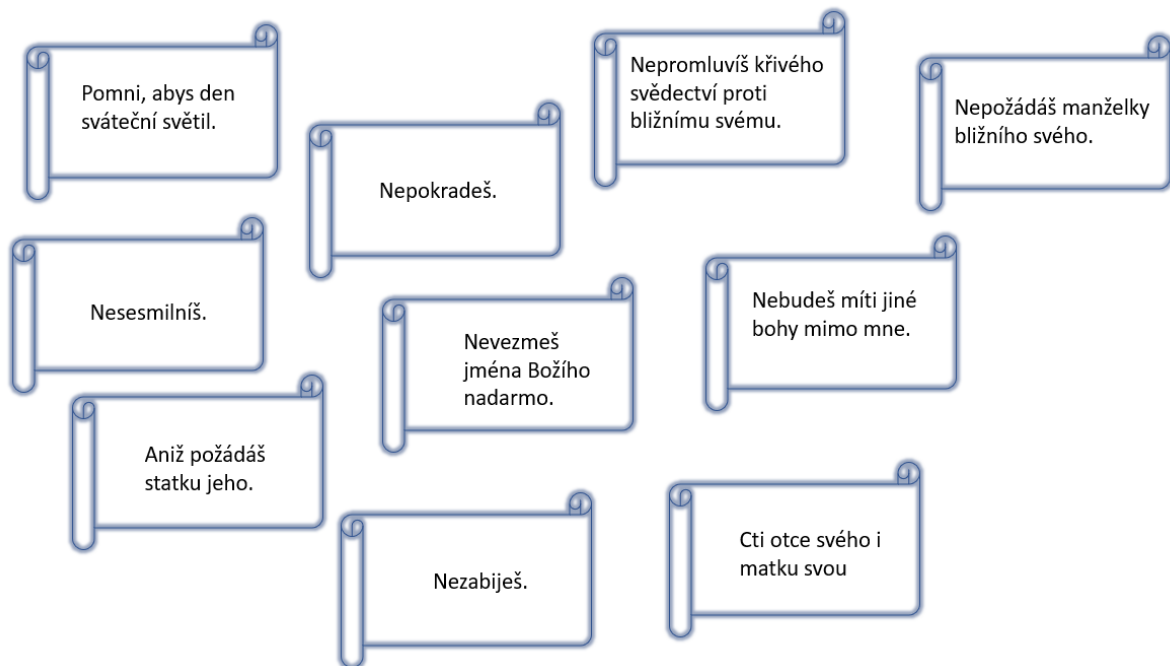 Pomni, abys den
sváteční světil.
Nepokradeš.
Nepromluvíš křivého
svědectví proti
bližnímu svému.
Nepožádáš manželky
bližního svého.
Nesesmilníš.
Nevezmeš
jména Božího
nadarmo.
Nebudeš míti jiné
bohy mimo mne.
Aniž požádáš
statku jeho.
Nezabiješ.
Cti otce svého i
matku svou